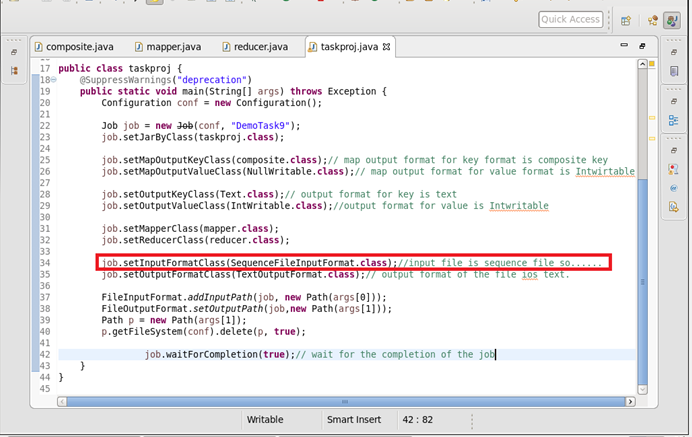 Quick Access
composite.java
mapper.java
reducer.java
taskproj.java
17 public class taskproj {
18 @SuppressWarnings("deprecation")
19 public static void main(String[] args) throws Exception {
20 Configuration conf = new Configuration();
21
22 Job job = new Job(conf, "DemoTask9");
23 job.setJarByClass(taskproj.class);
24
25 job.setMapOutputKeyClass(composite.class);// map output format for key format is composite key
26 job.setMapOutputValueClass(NullWritable.class);// map output format for value format is Intwirtable
27
28 job.setOutputKeyClass(Text.class);// output format for key is text
29 job.setOutputValueClass(IntWritable.class);//output format for value is Intwritable
30
31 job.setMapperClass(mapper.class);
32 job.setReducerClass(reducer.class);
33
34 job.setInputFormatClass(SequenceFileInputFormat.class);//input file is sequence file so......
35 job.setOutputFormatClass(TextOutputFormat.class);// output format of the file ios text.
36
37 FileInputFormat.addInputPath(job, new Path(args[0]));
38 FileOutputFormat.setOutputPath(job,new Path(args[1]));
39 Path p = new Path(args[1]);
40 p.getFileSystem(conf).delete(p, true);
41
42 job.waitForCompletion(true);// wait for the completion of the job
43 }
44 }
45
Writable
Smart Insert
42 : 82